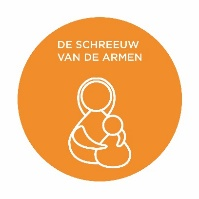 DE SCHREEUW
VAN DE ARMEN